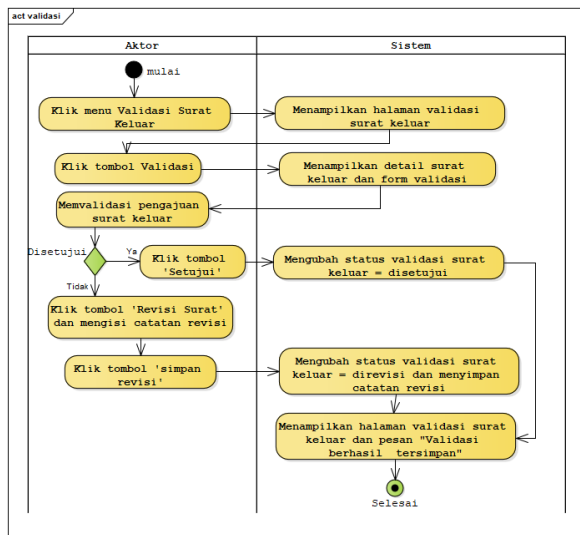 act validasi
Aktor
Sistem
mulai
Klik menu Validasi Surat
Keluar
Menampilkan halaman validasi
surat keluar
Klik tombol Validasi
Menampilkan detail surat
keluar dan form validasi
Memvalidasi pengajuan
surat keluar
Disetujui
Ya
Klik tombol
'Setujui'
Mengubah status validasi surat
keluar = disetujui
Tidak
Klik tombol 'Revisi Surat'
dan mengisi catatan revisi
Klik tombol 'simpan
revisi'
Mengubah status validasi surat
keluar = direvisi dan menyimpan
catatan revisi
Menampilkan halaman validasi surat
keluar dan pesan "Validasi
berhasil tersimpan"
Selesai